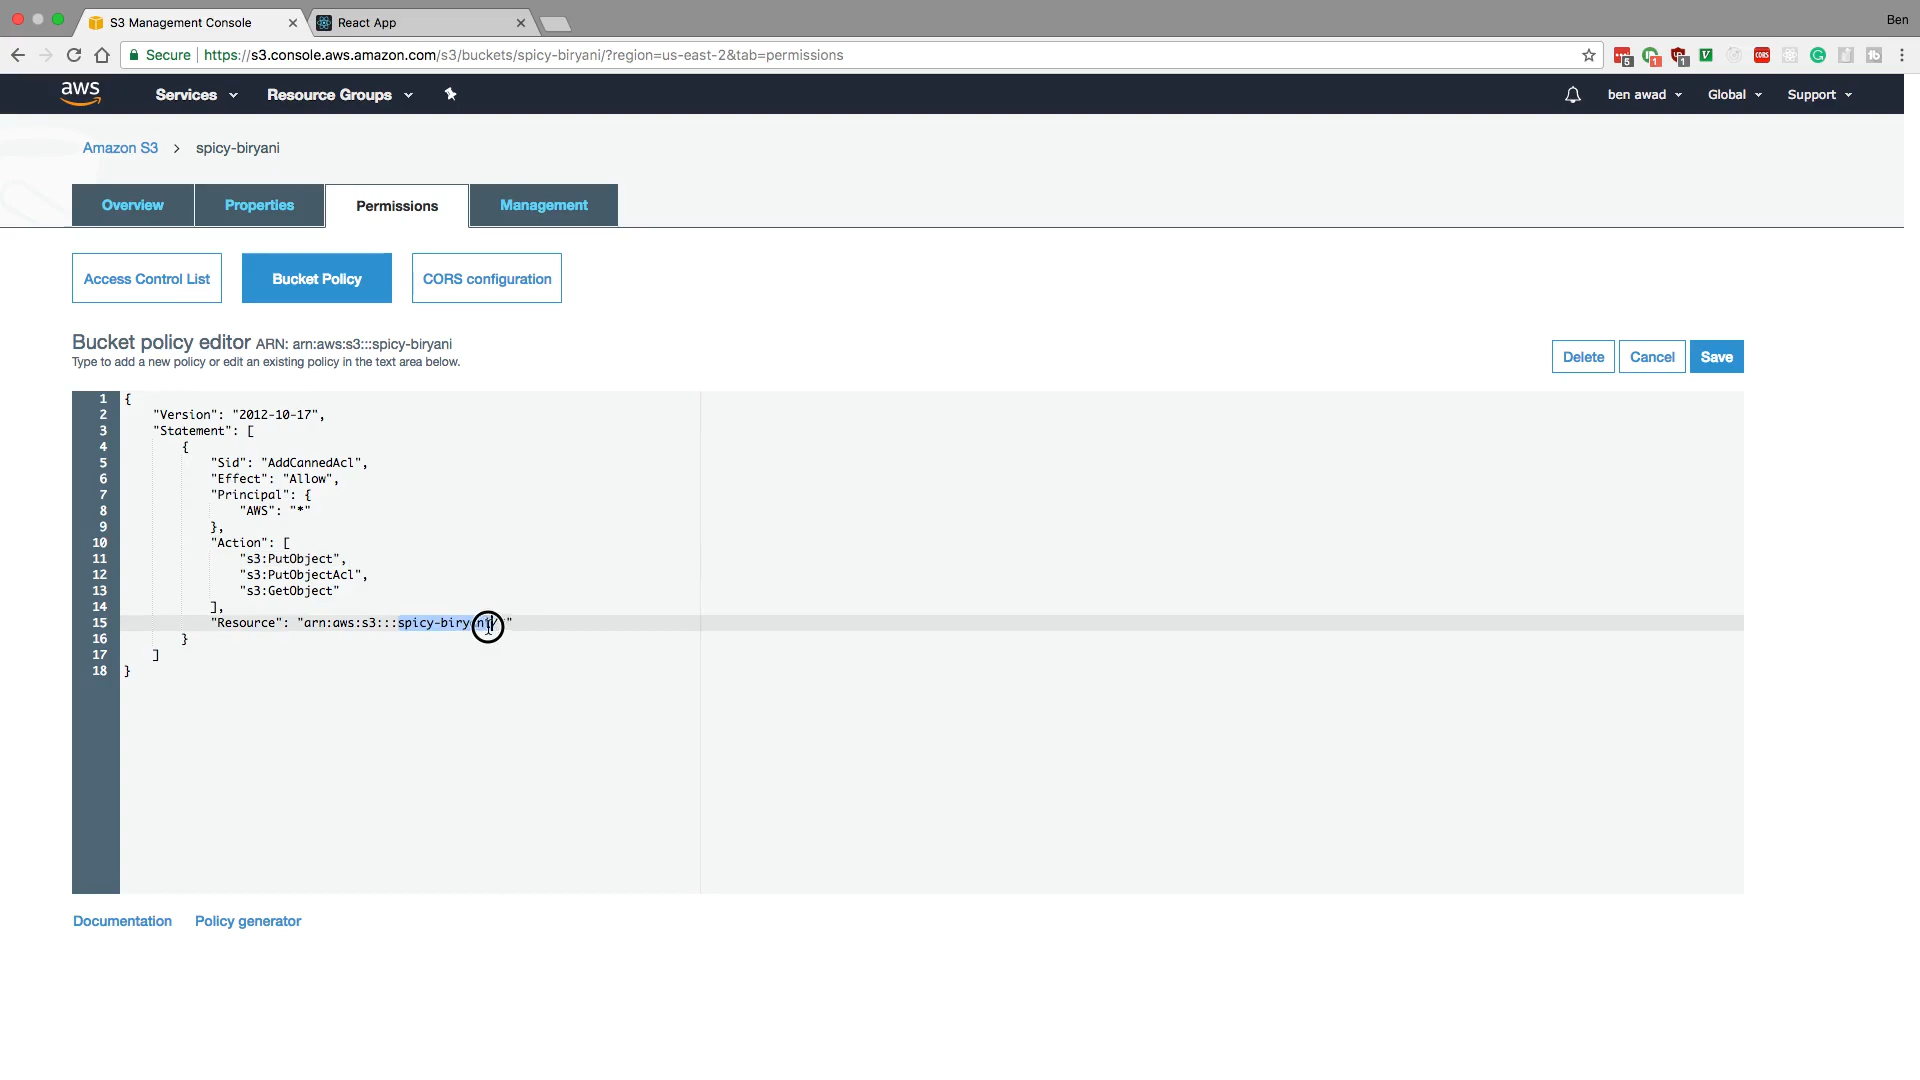 S3 Management Console
React App
Ben
Secure https://s3.console.aws.amazon.com/s3/buckets/spicy-biryani/?region=us-east-2&tab=permissions
5 1 1 V CORS G tb
aws Services Resource Groups ben awad Global Support
Amazon S3 > spicy-biryani
Overview Properties Permissions Management
Access Control List Bucket Policy CORS configuration
Bucket policy editor ARN: arn:aws:s3:::spicy-biryani
Type to add a new policy or edit an existing policy in the text area below.
Delete Cancel Save
1 {
2 "Version": "2012-10-17",
3 "Statement": [
4 {
5 "Sid": "AddCannedAcl",
6 "Effect": "Allow",
7 "Principal": {
8 "AWS": "*"
9 },
10 "Action": [
11 "s3:PutObject",
12 "s3:PutObjectAcl",
13 "s3:GetObject"
14 ],
15 "Resource": "arn:aws:s3:::spicy-biryani/ "
16 }
17 ]
18 }
Documentation Policy generator